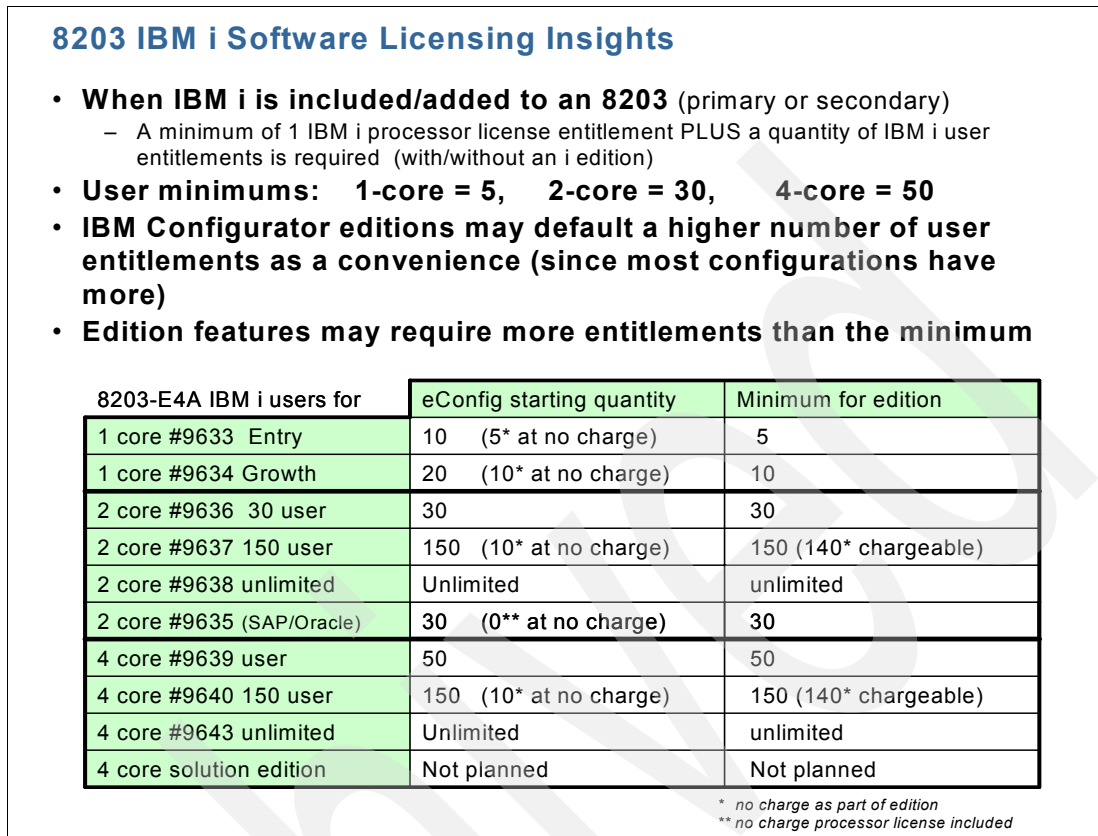 8203 IBM i Software Licensing Insights
• When IBM i is included/added to an 8203 (primary or secondary)
– A minimum of 1 IBM i processor license entitlement PLUS a quantity of IBM i user
entitlements is required (with/without an i edition)
• User minimums: 1-core = 5, 2-core = 30, 4-core = 50
• IBM Configurator editions may default a higher number of user
entitlements as a convenience (since most configurations have
more)
• Edition features may require more entitlements than the minimum
8203-E4A IBM i users for eConfig starting quantity Minimum for edition
1 core #9633 Entry 10 (5* at no charge) 5
1 core #9634 Growth 20 (10* at no charge) 10
2 core #9636 30 user 30 30
2 core #9637 150 user 150 (10* at no charge) 150 (140* chargeable)
2 core #9638 unlimited Unlimited unlimited
2 core #9635 (SAP/Oracle) 30 (0** at no charge) 30
4 core #9639 user 50 50
4 core #9640 150 user 150 (10* at no charge) 150 (140* chargeable)
4 core #9643 unlimited Unlimited unlimited
4 core solution edition Not planned Not planned
* no charge as part of edition
** no charge processor license included